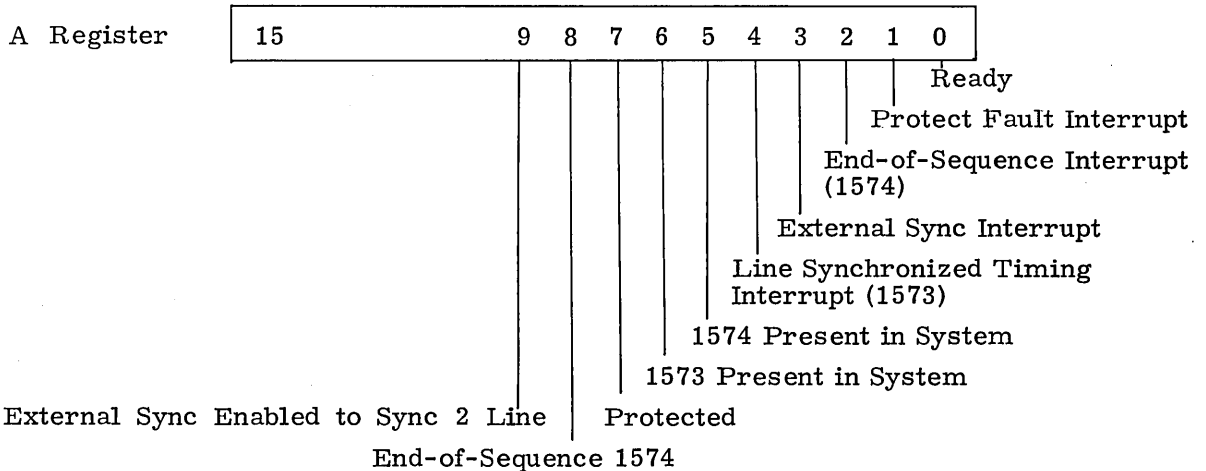 A Register 15 9 8 7 6 5 4 3 2 1 0
Ready
Protect Fault Interrupt
End-of-Sequence Interrupt
(1574)
External Sync Interrupt
Line Synchronized Timing
Interrupt (1573)
1574 Present in System
1573 Present in System
External Sync Enabled to Sync 2 Line Protected
End-of-Sequence 1574